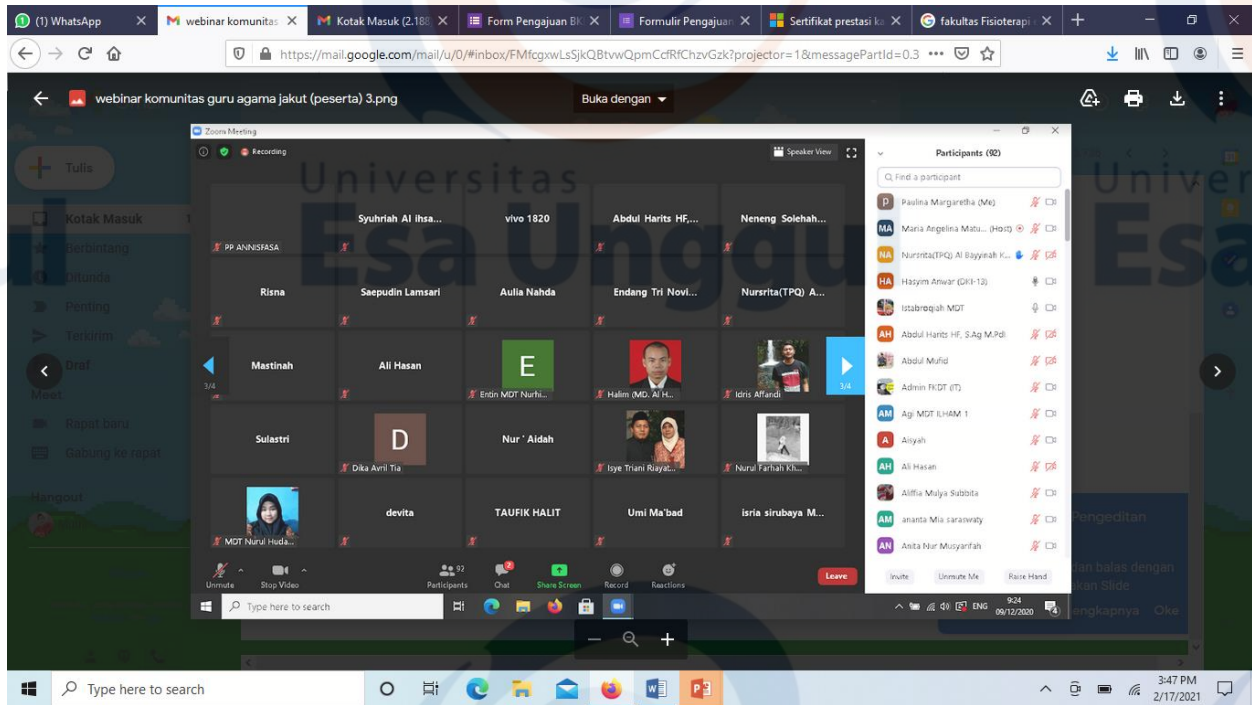 (1) WhatsApp
webinar komunitas
Kotak Masuk (2.188
Form Pengajuan BK
Formulir Pengajuan
Sertifikat prestasi ka
fakultas Fisioterapi
https://mail.google.com/mail/u/0/#inbox/FMfcgxwLsSjkQBtvwQpmCcfRfChzvGzk?projector=1&messagePartId=0.3
webinar komunitas guru agama jakut (peserta) 3.png
Buka dengan
Tulis
Kotak Masuk
Berbintang
Ditunda
Penting
Terkirim
Draf
Meet
Rapat baru
Gabung ke rapat
Hangout
Universitas
Esa Unggul
Zoom Meeting
Recording
Speaker View
PP ANNISFASA
Syuhriah Al ihsa...
vivo 1820
Abdul Harits HF,...
Neneng Solehah...
Risna
Saepudin Lamsari
Aulia Nahda
Endang Tri Novi...
Nursrita(TPQ) A...
Mastinah
Ali Hasan
E
Entin MDT Nurhi...
Halim (MD. Al H...
Idris Affandi
3/4
3/4
Sulastri
D
Dika Avril Tia
Nur ' Aidah
Isye Triani Riayat...
Nurul Farhah Kh...
MDT Nurul Huda...
devita
TAUFIK HALIT
Umi Ma'bad
isria sirubaya M...
Unmute
Stop Video
92
Participants
2
Chat
Share Screen
Record
Reactions
Leave
Participants (92)
Find a participant
P Paulina Margaretha (Me)
MA Maria Angelina Matu... (Host)
NA Nursrita(TPQ) Al Bayyinah K...
HA Hasyim Anwar (DKI-13)
Istabroqiah MDT
AH Abdul Harits HF, S.Ag M.Pdi
Abdul Mufid
Admin FKDT (IT)
AM Agi MDT ILHAM 1
A Aisyah
AH Ali Hasan
Aliffia Mulya Subbita
AM ananta Mia saraswaty
AN Anita Nur Musyarifah
Invite
Unmute Me
Raise Hand
Type here to search
ENG
9:24
09/12/2020
4
Pengeditan
dan balas dengan
Slide
Oke
Type here to search
3:47 PM
2/17/2021